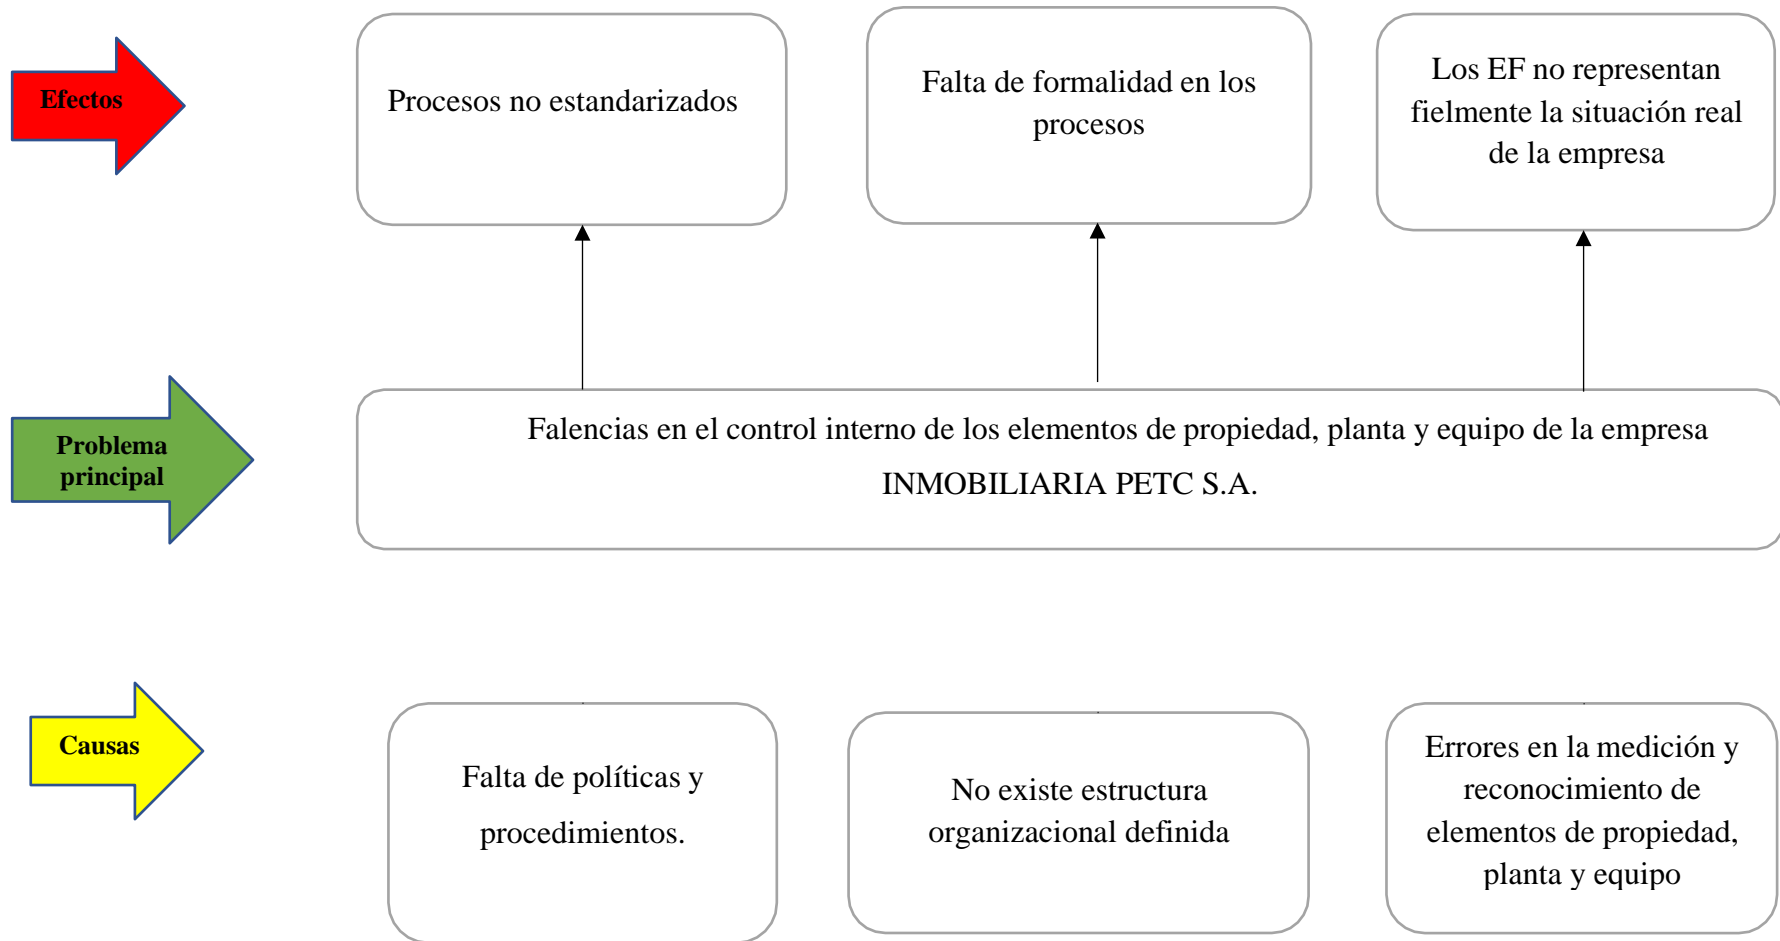 Efectos
Procesos no estandarizados
Falta de formalidad en los
procesos
Los EF no representan
fielmente la situación real
de la empresa
Problema
principal
Falencias en el control interno de los elementos de propiedad, planta y equipo de la empresa
INMOBILIARIA PETC S.A.
Causas
Falta de políticas y
procedimientos.
No existe estructura
organizacional definida
Errores en la medición y
reconocimiento de
elementos de propiedad,
planta y equipo